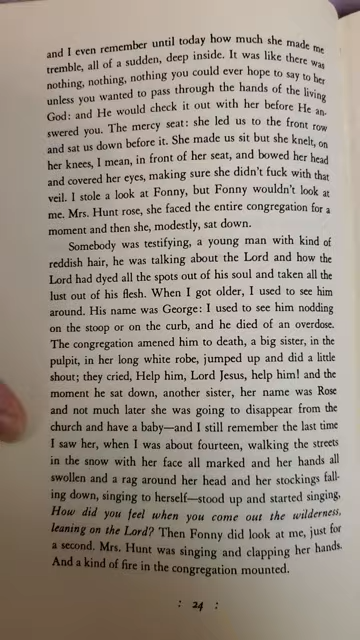 and I even remember until today how much she made me
tremble, all of a sudden, deep inside. It was like there was
nothing, nothing, nothing you could ever hope to say to her
unless you wanted to pass through the hands of the living
God: and He would check it out with her before He an-
swered you. The mercy seat: she led us to the front row
and sat us down before it. She made us sit but she knelt, on
her knees, I mean, in front of her seat, and bowed her head
and covered her eyes, making sure she didn't fuck with that
veil. I stole a look at Fonny, but Fonny wouldn't look at
me. Mrs. Hunt rose, she faced the entire congregation for a
moment and then she, modestly, sat down.
Somebody was testifying, a young man with kind of
reddish hair, he was talking about the Lord and how the
Lord had dyed all the spots out of his soul and taken all the
lust out of his flesh. When I got older, I used to see him
around. His name was George: I used to see him nodding
on the stoop or on the curb, and he died of an overdose.
The congregation amened him to death, a big sister, in the
pulpit, in her long white robe, jumped up and did a little
shout; they cried, Help him, Lord Jesus, help him! and the
moment he sat down, another sister, her name was Rose
and not much later she was going to disappear from the
church and have a baby—and I still remember the last time
I saw her, when I was about fourteen, walking the streets
in the snow with her face all marked and her hands all
swollen and a rag around her head and her stockings fall-
ing down, singing to herself—stood up and started singing,
How did you feel when you come out the wilderness,
leaning on the Lord? Then Fonny did look at me, just for
a second. Mrs. Hunt was singing and clapping her hands.
And a kind of fire in the congregation mounted.
: 24 :